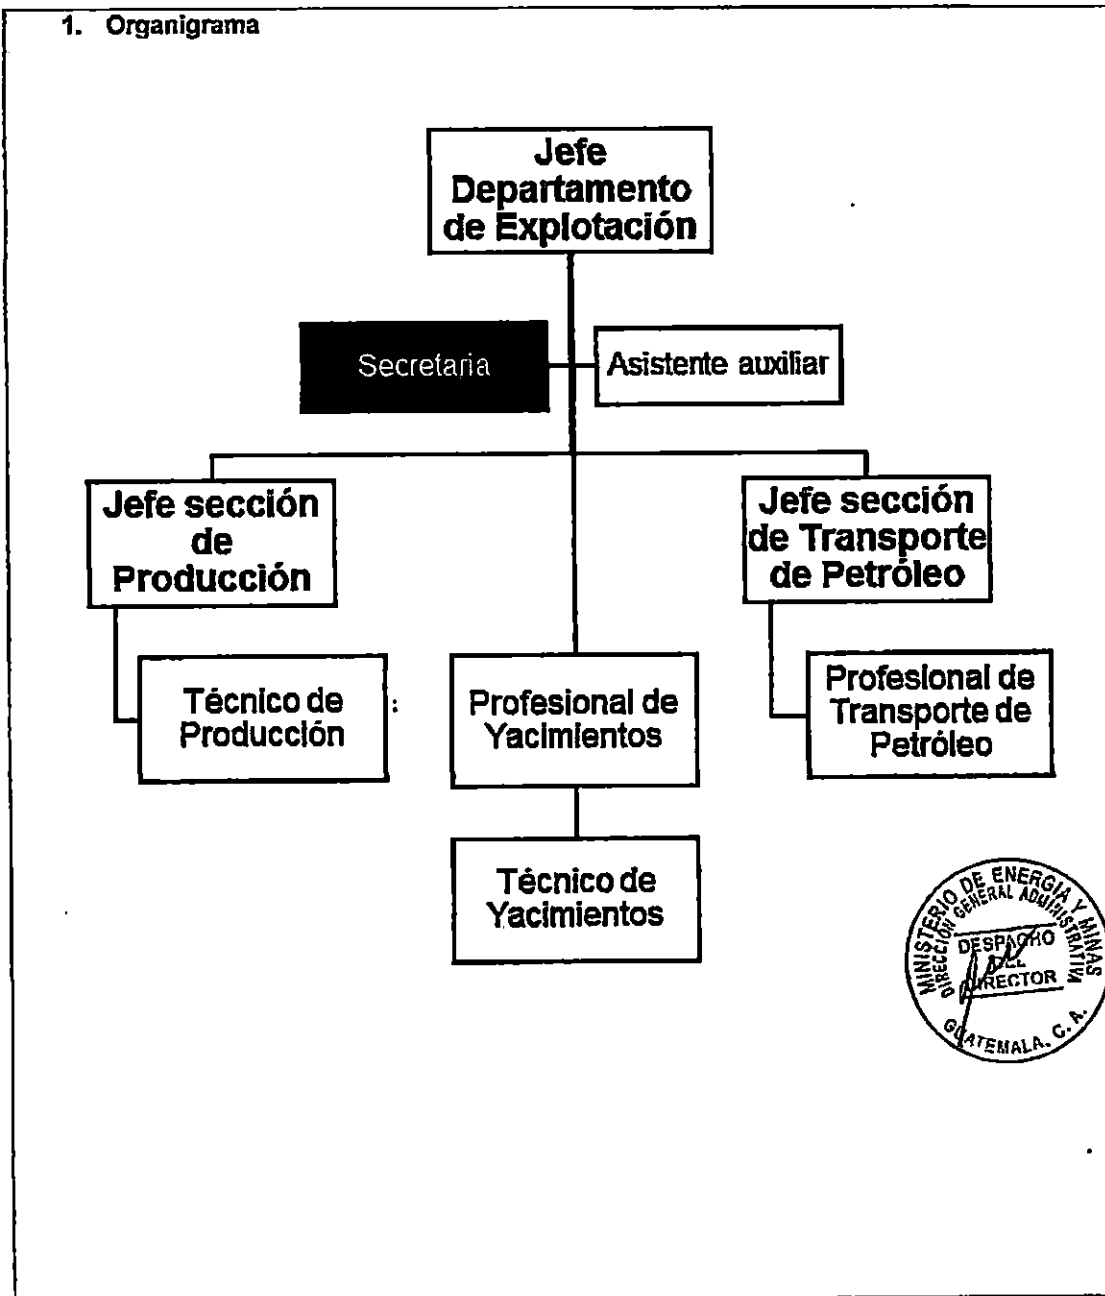 1. Organigrama
Jefe
Departamento
de Explotación
Secretaria
Asistente auxiliar
Jefe sección
de
Producción
Jefe sección
de Transporte
de Petróleo
Técnico de
Producción
Profesional de
Yacimientos
Profesional de
Transporte de
Petróleo
Técnico de
Yacimientos
MINISTERIO DE ENERGIA Y MINAS
DIRECCIÓN GENERAL ADMINISTRATIVA
DESPACHO
DEL
DIRECTOR
GUATEMALA, C. A.